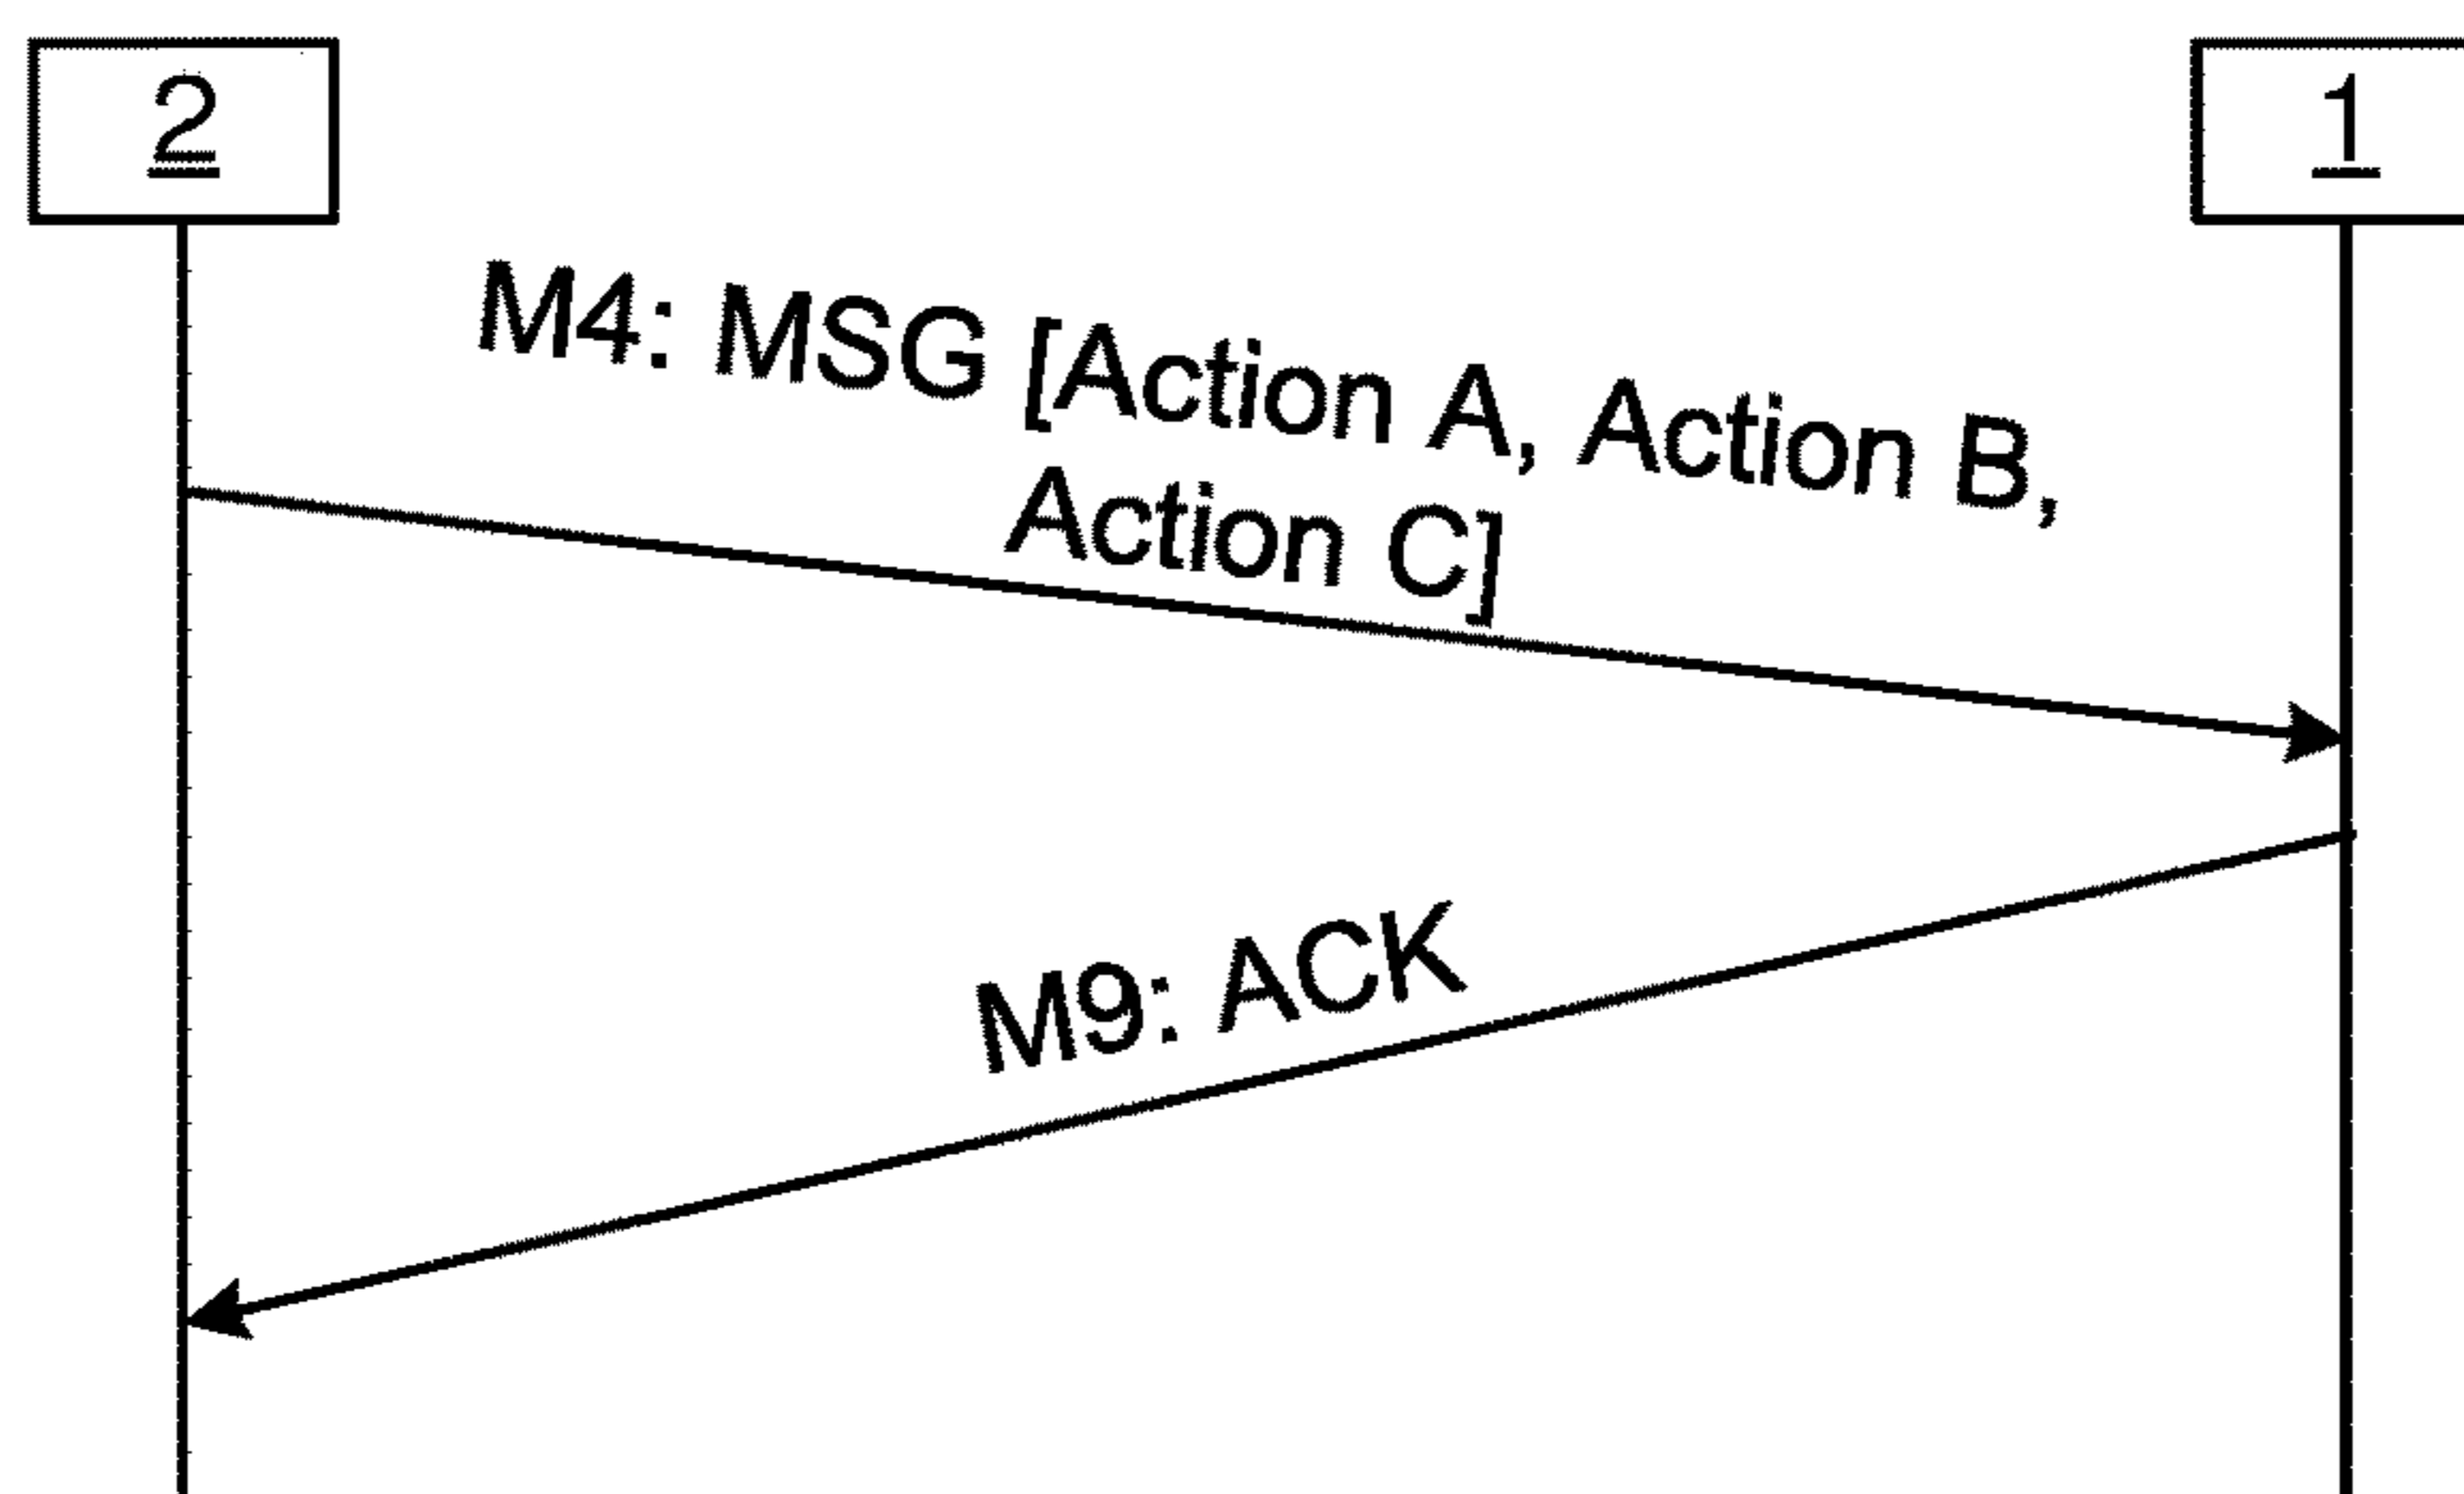 2
1
M4: MSG [Action A, Action B,
Action C]
M9: ACK